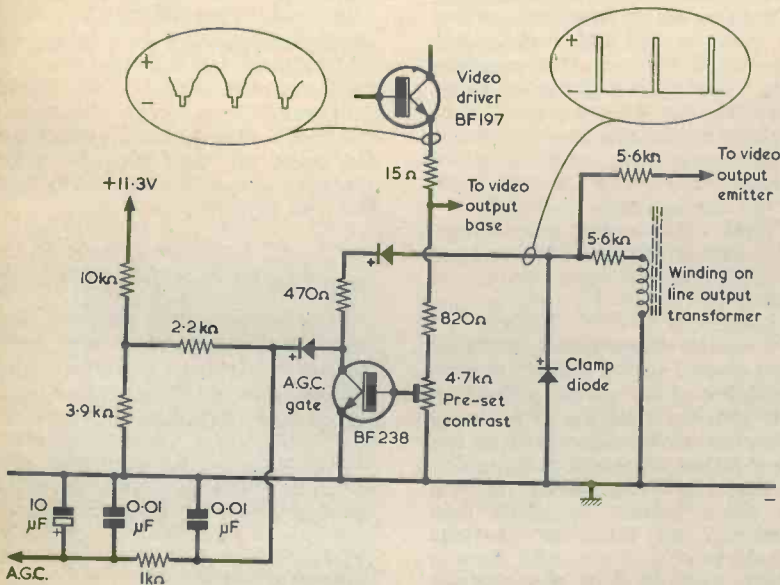 +
−
Video
driver
BF197
+
−
15Ω
To video
output
base
5·6kΩ
To video
output
emitter
+11·3V
5·6kΩ
Winding on
line output
transformer
10kΩ
2·2kΩ
470Ω
+
820Ω
+
3·9kΩ
A.G.C.
gate
BF238
4·7kΩ
Pre-set
contrast
+
Clamp
diode
−
10
μF
+
0·01
μF
0·01
μF
A.G.C.
1kΩ